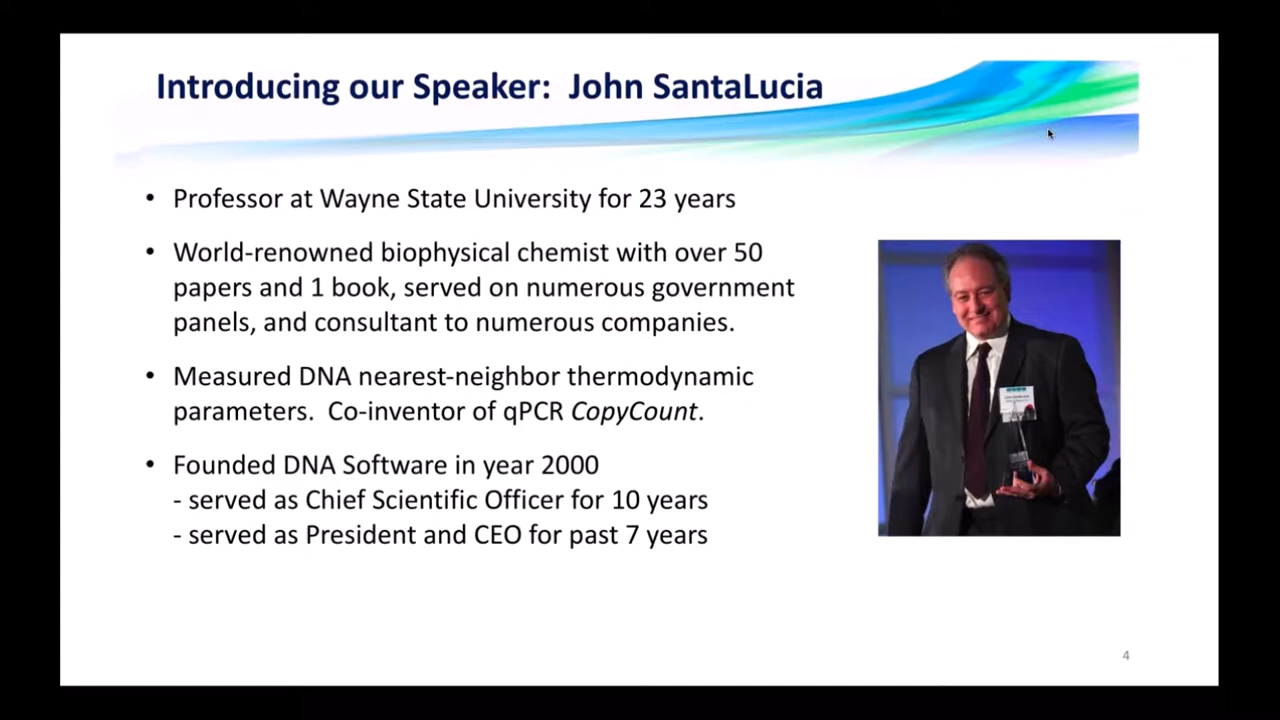 Introducing our Speaker:  John SantaLucia
• Professor at Wayne State University for 23 years
• World-renowned biophysical chemist with over 50
papers and 1 book, served on numerous government
panels, and consultant to numerous companies.
• Measured DNA nearest-neighbor thermodynamic
parameters.  Co-inventor of qPCR CopyCount.
• Founded DNA Software in year 2000
- served as Chief Scientific Officer for 10 years
- served as President and CEO for past 7 years
4